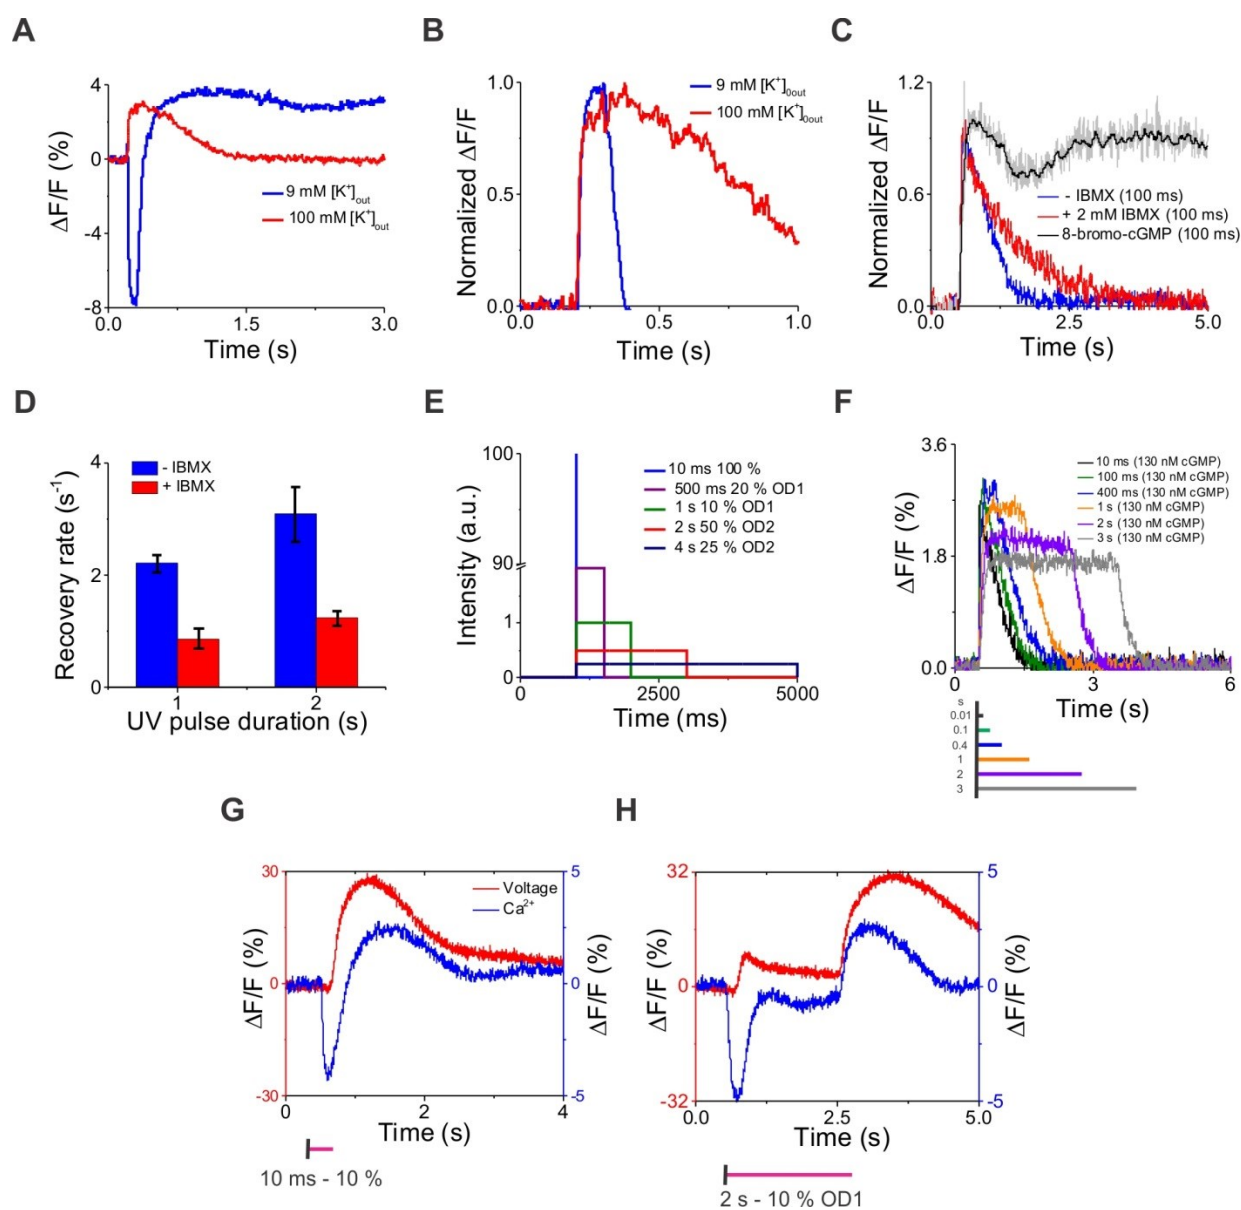 A
ΔF/F (%)
4
0
-4
-8
0.0
1.5
3.0
Time (s)
9 mM [K⁺]out
100 mM [K⁺]out
B
Normalized ΔF/F
1.0
0.5
0.0
0.0
0.5
1.0
Time (s)
9 mM [K⁺]0out
100 mM [K⁺]0out
C
Normalized ΔF/F
1.2
0.6
0.0
0.0
2.5
5.0
Time (s)
- IBMX (100 ms)
+ 2 mM IBMX (100 ms)
8-bromo-cGMP (100 ms)
D
Recovery rate (s⁻¹)
4
2
0
- IBMX
+ IBMX
1
2
UV pulse duration (s)
E
Intensity (a.u.)
100
90
1
0
0
2500
5000
Time (ms)
10 ms 100 %
500 ms 20 % OD1
1 s 10 % OD1
2 s 50 % OD2
4 s 25 % OD2
F
ΔF/F (%)
3.6
1.8
0.0
0
3
6
Time (s)
10 ms (130 nM cGMP)
100 ms (130 nM cGMP)
400 ms (130 nM cGMP)
1 s (130 nM cGMP)
2 s (130 nM cGMP)
3 s (130 nM cGMP)
s
0.01
0.1
0.4
1
2
3
G
ΔF/F (%)
30
0
-30
Voltage
Ca²⁺
5
0
-5
ΔF/F (%)
0
2
4
Time (s)
10 ms - 10 %
H
ΔF/F (%)
32
0
-32
5
0
-5
ΔF/F (%)
0.0
2.5
5.0
Time (s)
2 s - 10 % OD1